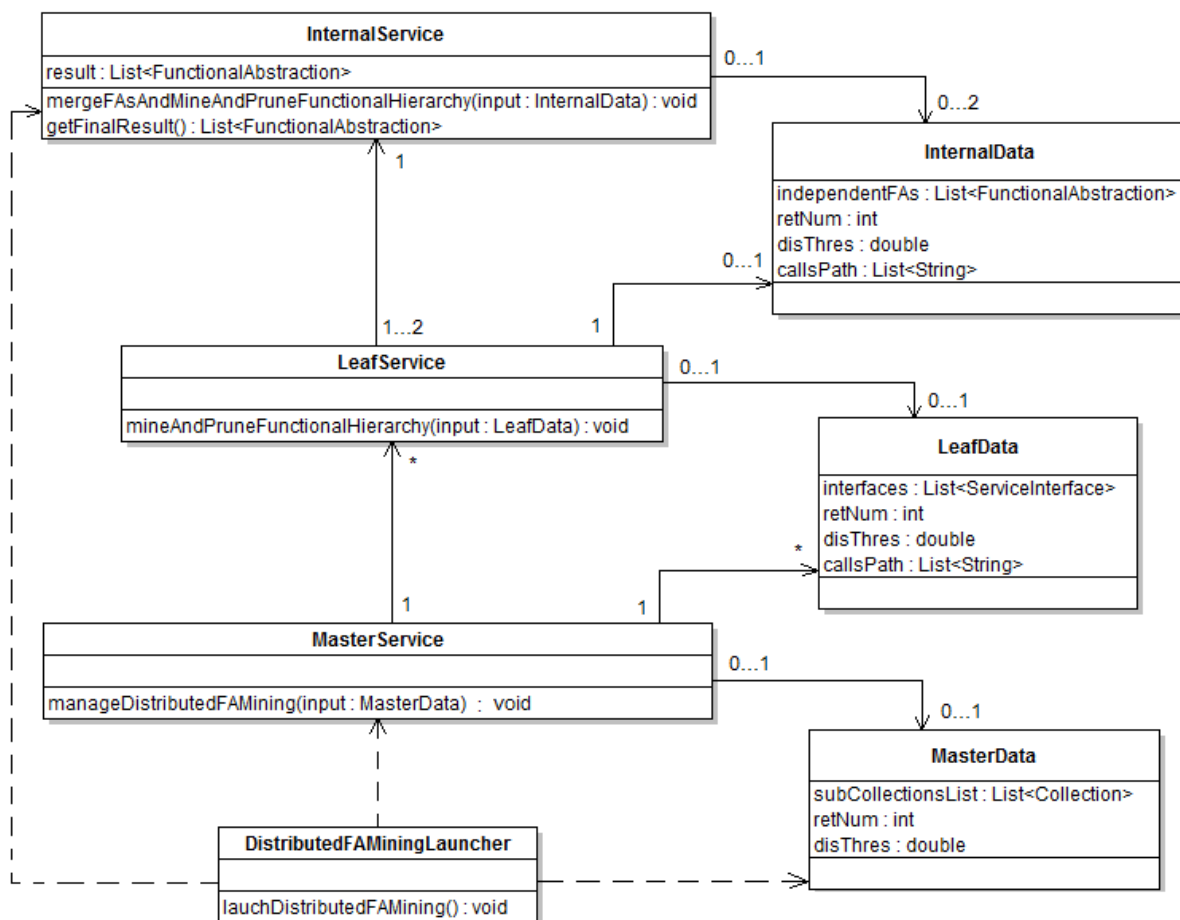 InternalService
result : List<FunctionalAbstraction>
mergeFAsAndMineAndPruneFunctionalHierarchy(input : InternalData) : void
getFinalResult() : List<FunctionalAbstraction>
0...1
0...2
InternalData
independentFAs : List<FunctionalAbstraction>
retNum : int
disThres : double
callsPath : List<String>
1
0...1
1...2
1
LeafService
mineAndPruneFunctionalHierarchy(input : LeafData) : void
0...1
0...1
LeafData
interfaces : List<ServiceInterface>
retNum : int
disThres : double
callsPath : List<String>
*
*
1
1
MasterService
manageDistributedFAMining(input : MasterData) : void
0...1
0...1
MasterData
subCollectionsList : List<Collection>
retNum : int
disThres : double
DistributedFAMiningLauncher
lauchDistributedFAMining() : void